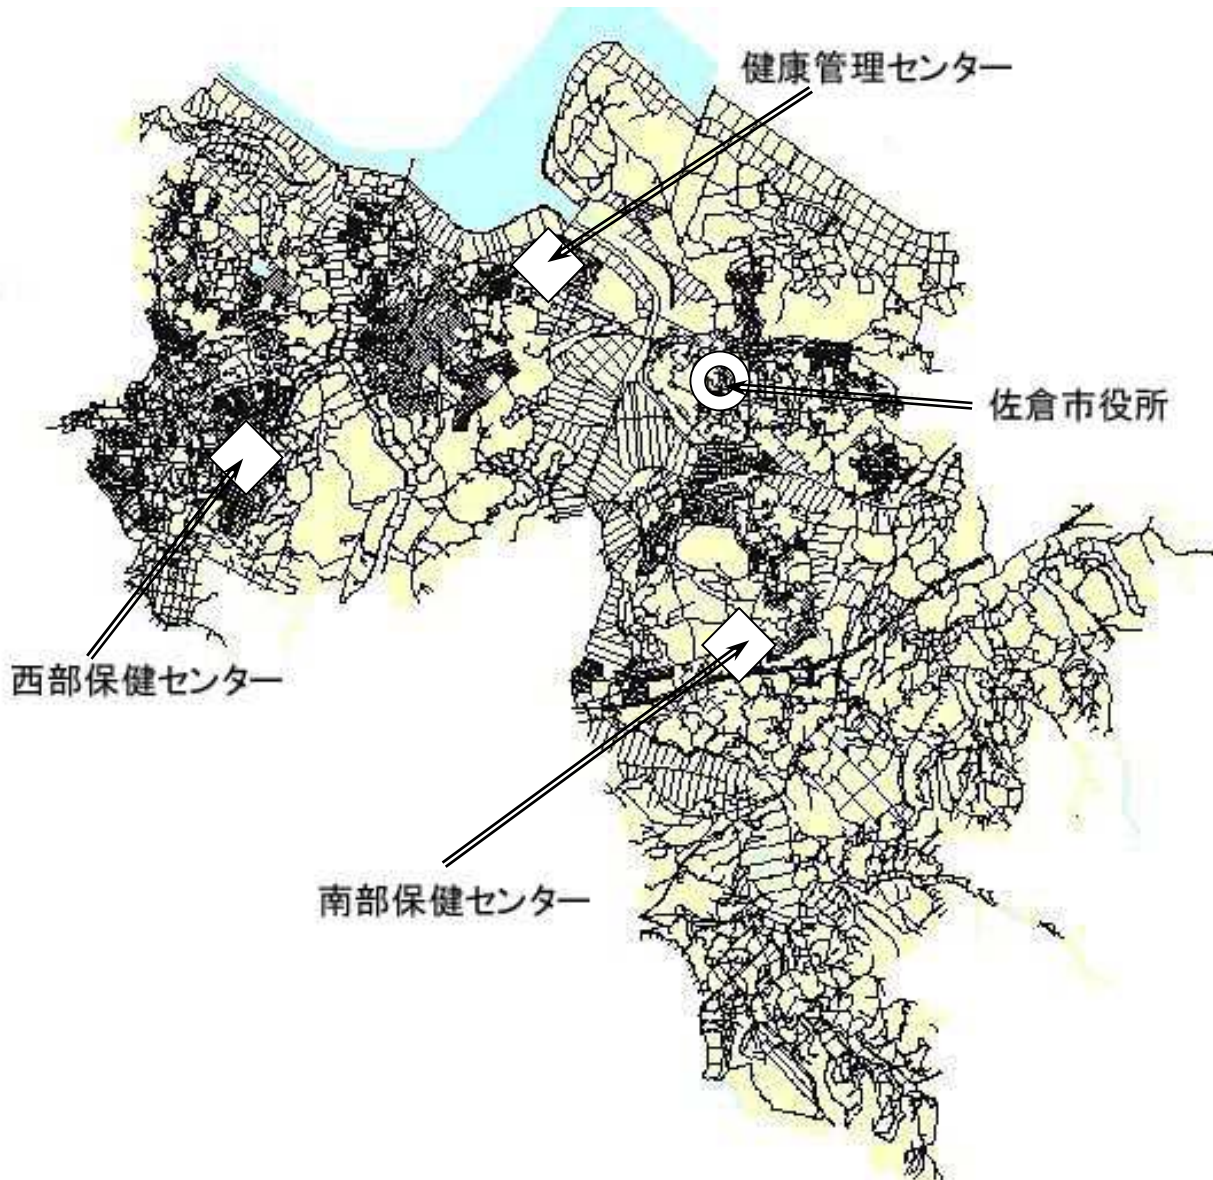 健康管理センター
佐倉市役所
西部保健センター
南部保健センター